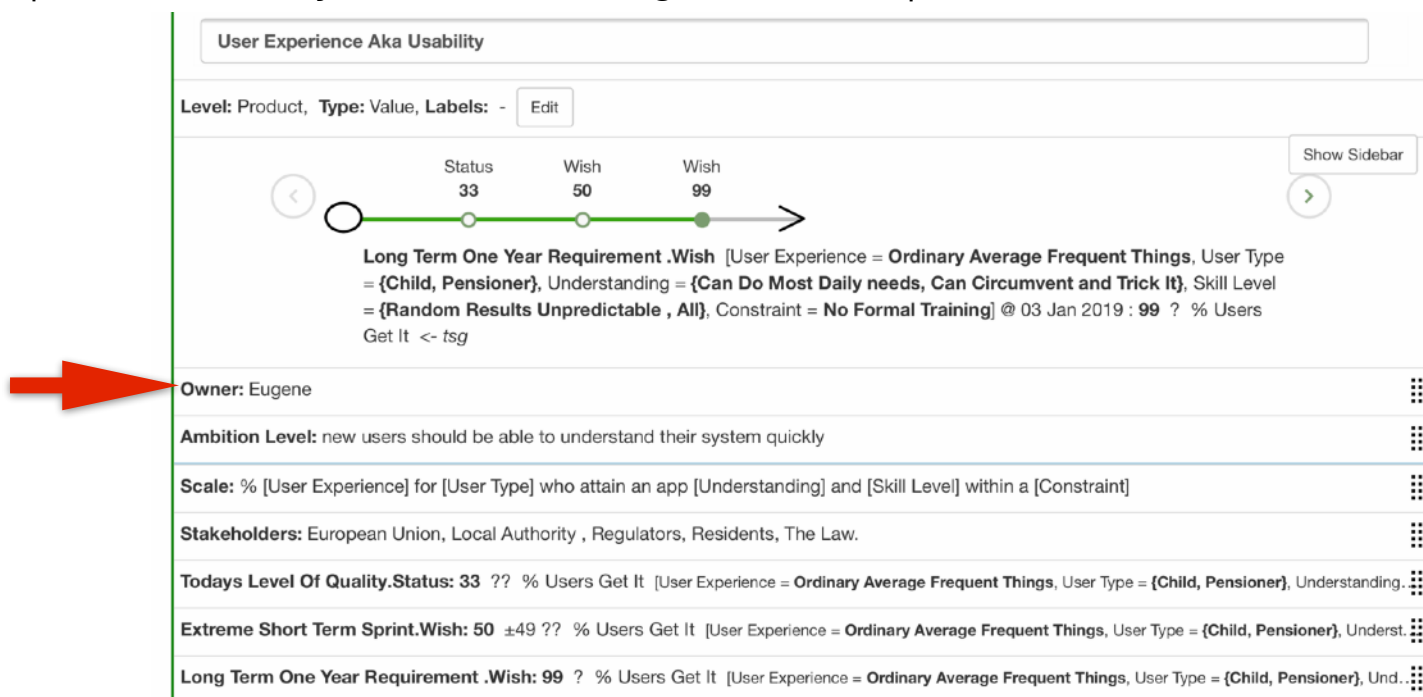 User Experience Aka Usability
Level: Product, Type: Value, Labels: - Edit
Show Sidebar
Status Wish Wish
33 50 99
Long Term One Year Requirement .Wish [User Experience = Ordinary Average Frequent Things, User Type
= {Child, Pensioner}, Understanding = {Can Do Most Daily needs, Can Circumvent and Trick It}, Skill Level
= {Random Results Unpredictable , All}, Constraint = No Formal Training] @ 03 Jan 2019 : 99 ? % Users
Get It <- tsg
Owner: Eugene
Ambition Level: new users should be able to understand their system quickly
Scale: % [User Experience] for [User Type] who attain an app [Understanding] and [Skill Level] within a [Constraint]
Stakeholders: European Union, Local Authority , Regulators, Residents, The Law.
Todays Level Of Quality.Status: 33 ?? % Users Get It [User Experience = Ordinary Average Frequent Things, User Type = {Child, Pensioner}, Understanding..
Extreme Short Term Sprint.Wish: 50 ±49 ?? % Users Get It [User Experience = Ordinary Average Frequent Things, User Type = {Child, Pensioner}, Underst..
Long Term One Year Requirement .Wish: 99 ? % Users Get It [User Experience = Ordinary Average Frequent Things, User Type = {Child, Pensioner}, Und..